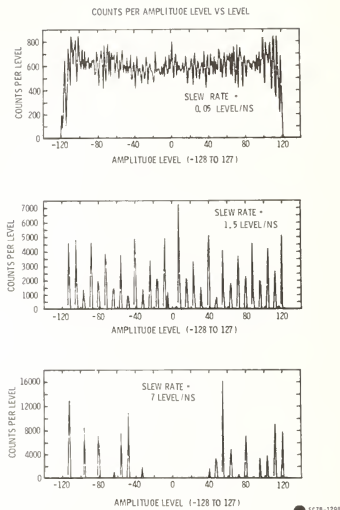 COUNTS PER AMPLITUDE LEVEL VS LEVEL
COUNTS PER LEVEL
800
600
400
200
0
SLEW RATE =
0.05 LEVEL/NS
-120 -80 -40 0 40 80 120
AMPLITUDE LEVEL (-128 TO 127)
COUNTS PER LEVEL
7000
6000
5000
4000
3000
2000
1000
0
SLEW RATE =
1.5 LEVEL/NS
-120 -80 -40 0 40 80 120
AMPLITUDE LEVEL (-128 TO 127)
COUNTS PER LEVEL
16000
12000
8000
4000
0
SLEW RATE =
7 LEVEL/NS
-120 -80 -40 0 40 80 120
AMPLITUDE LEVEL (-128 TO 127)